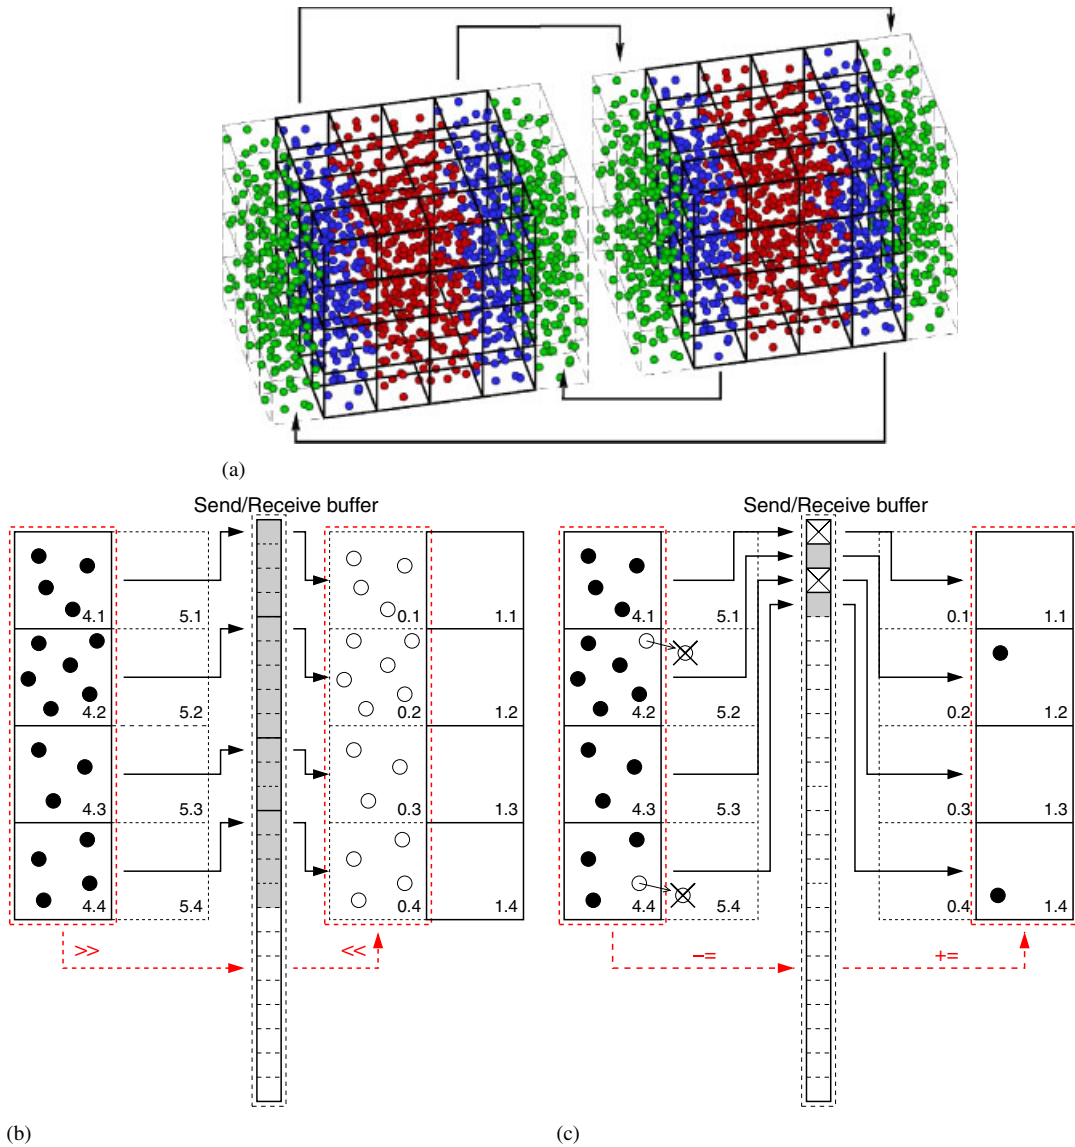 (a)
Send/Receive buffer
4.1 5.1 0.1 1.1
4.2 5.2 0.2 1.2
4.3 5.3 0.3 1.3
4.4 5.4 0.4 1.4
>> <<
(b)
Send/Receive buffer
4.1 5.1 0.1 1.1
4.2 5.2 0.2 1.2
4.3 5.3 0.3 1.3
4.4 5.4 0.4 1.4
−= +=
(c)